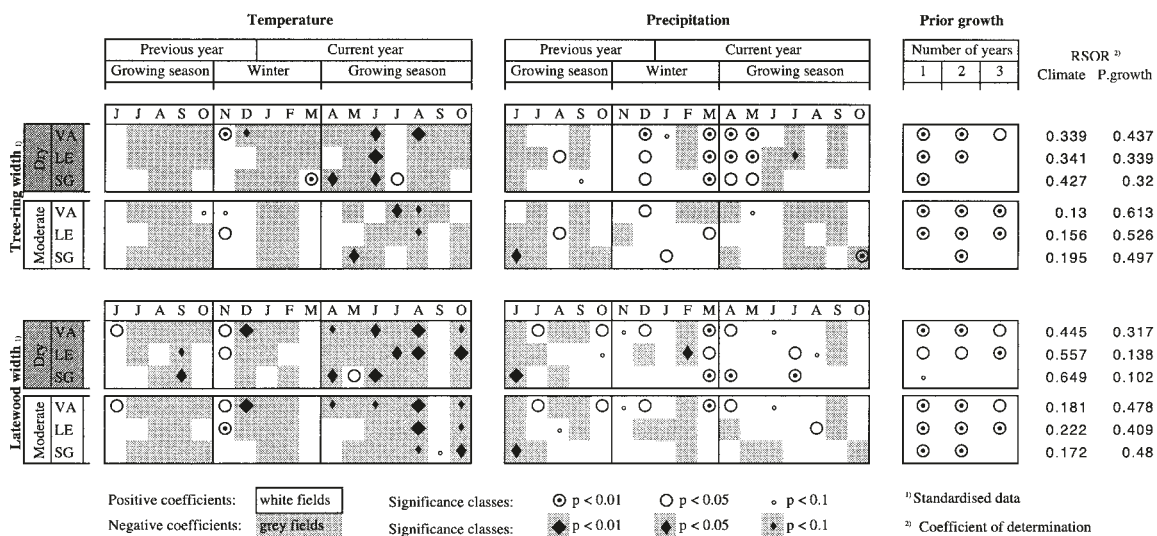 Temperature Precipitation Prior growth
Previous year Current year Previous year Current year Number of years RSOR 2)
Growing season Winter Growing season Growing season Winter Growing season 1 2 3 Climate P.growth
J J A S O N D J F M A M J J A S O J J A S O N D J F M A M J J A S O
Tree-ring width 1)
Dry VA 0.339 0.437
LE 0.341 0.339
SG 0.427 0.32
Moderate VA 0.13 0.613
LE 0.156 0.526
SG 0.195 0.497
J J A S O N D J F M A M J J A S O J J A S O N D J F M A M J J A S O
Latewood width 1)
Dry VA 0.445 0.317
LE 0.557 0.138
SG 0.649 0.102
Moderate VA 0.181 0.478
LE 0.222 0.409
SG 0.172 0.48
Positive coefficients: white fields Significance classes: p < 0.01 p < 0.05 p < 0.1 1) Standardised data
Negative coefficients: grey fields Significance classes: p < 0.01 p < 0.05 p < 0.1 2) Coefficient of determination